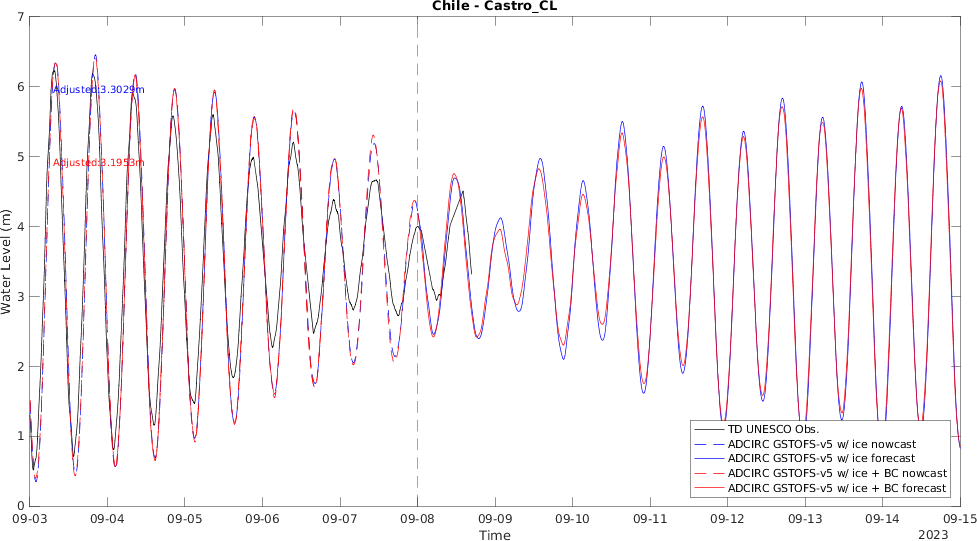 Chile - Castro_CL
7
6
5
4
3
2
1
0
Water Level (m)
Adjusted:3.3029m
Adjusted:3.1953m
TD UNESCO Obs.
ADCIRC GSTOFS-v5 w/ ice nowcast
ADCIRC GSTOFS-v5 w/ ice forecast
ADCIRC GSTOFS-v5 w/ ice + BC nowcast
ADCIRC GSTOFS-v5 w/ ice + BC forecast
09-03 09-04 09-05 09-06 09-07 09-08 09-09 09-10 09-11 09-12 09-13 09-14 09-15
Time
2023